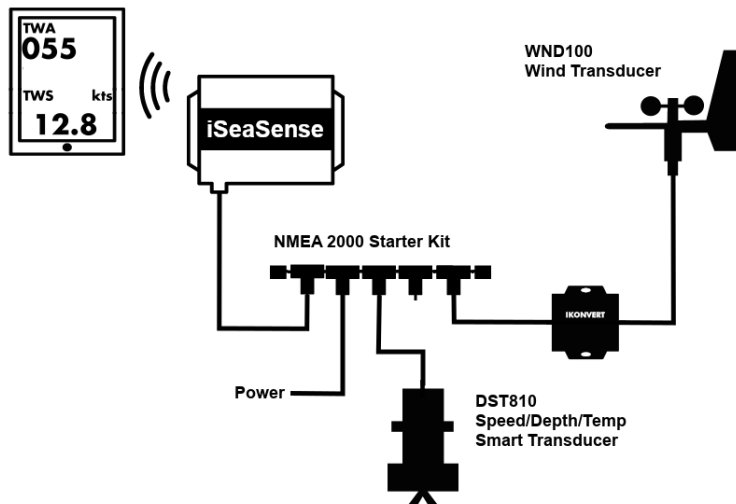 TWA
055
TWS kts
12.8
iSeaSense
WND100
Wind Transducer
NMEA 2000 Starter Kit
IKONVERT
Power
DST810
Speed/Depth/Temp
Smart Transducer